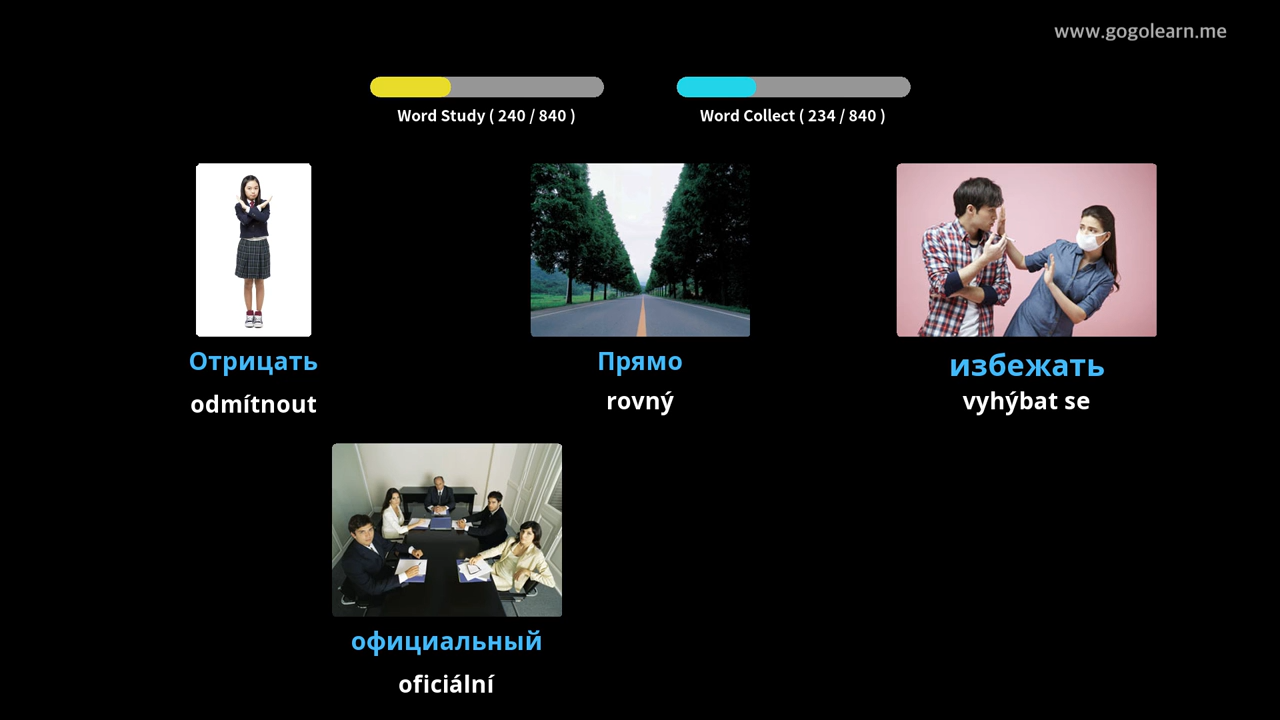 www.gogolearn.me
Word Study ( 240 / 840 )
Word Collect ( 234 / 840 )
Отрицать
odmítnout
Прямо
rovný
избежать
vyhýbat se
официальный
oficiální